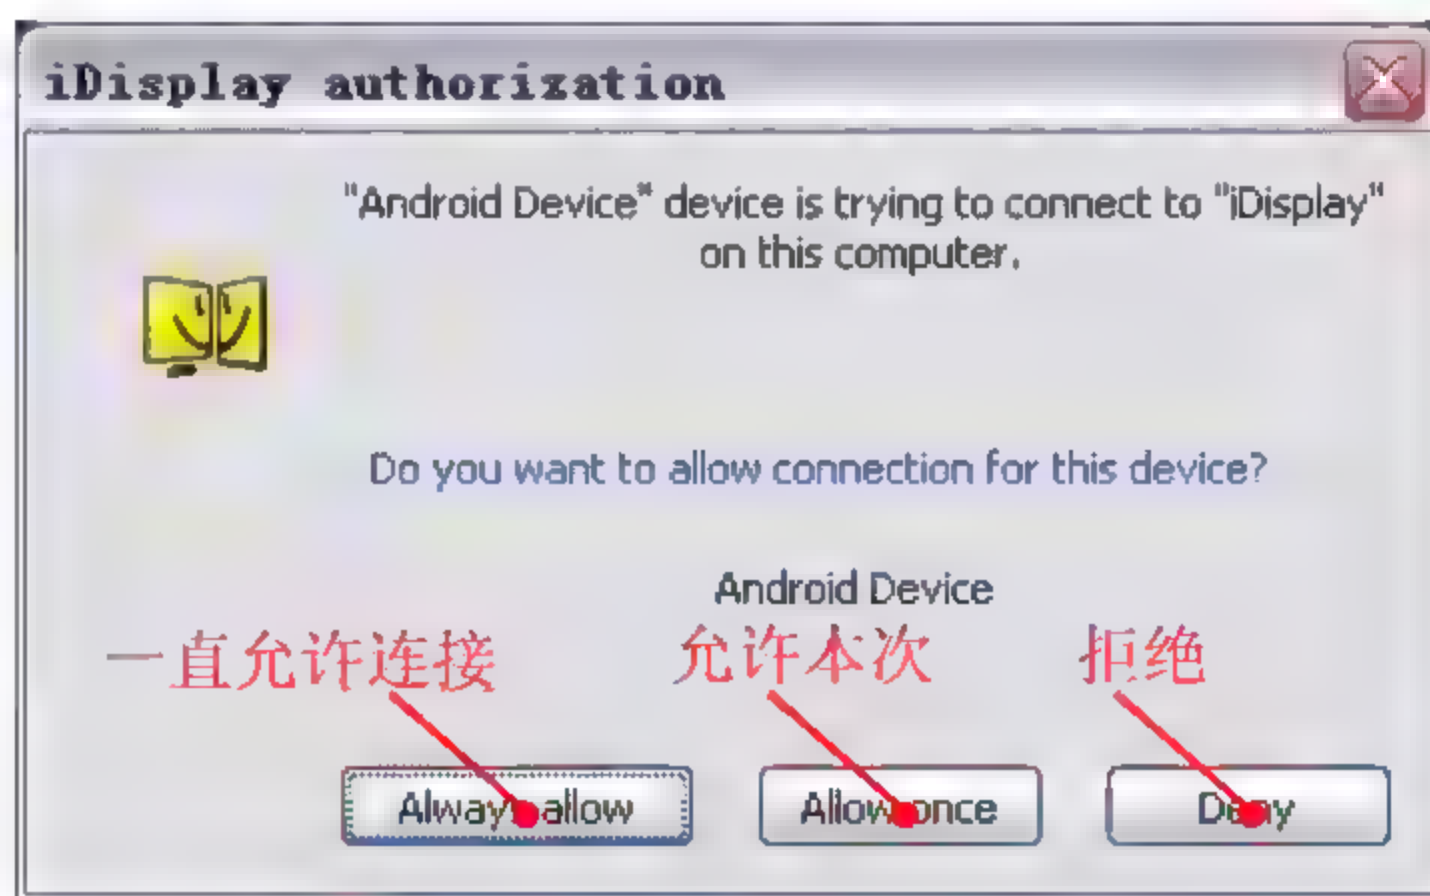 iDisplay authorization
"Android Device" device is trying to connect to "iDisplay"
on this computer.
Do you want to allow connection for this device?
Android Device
一直允许连接 允许本次 拒绝
Always allow Allow once Deny